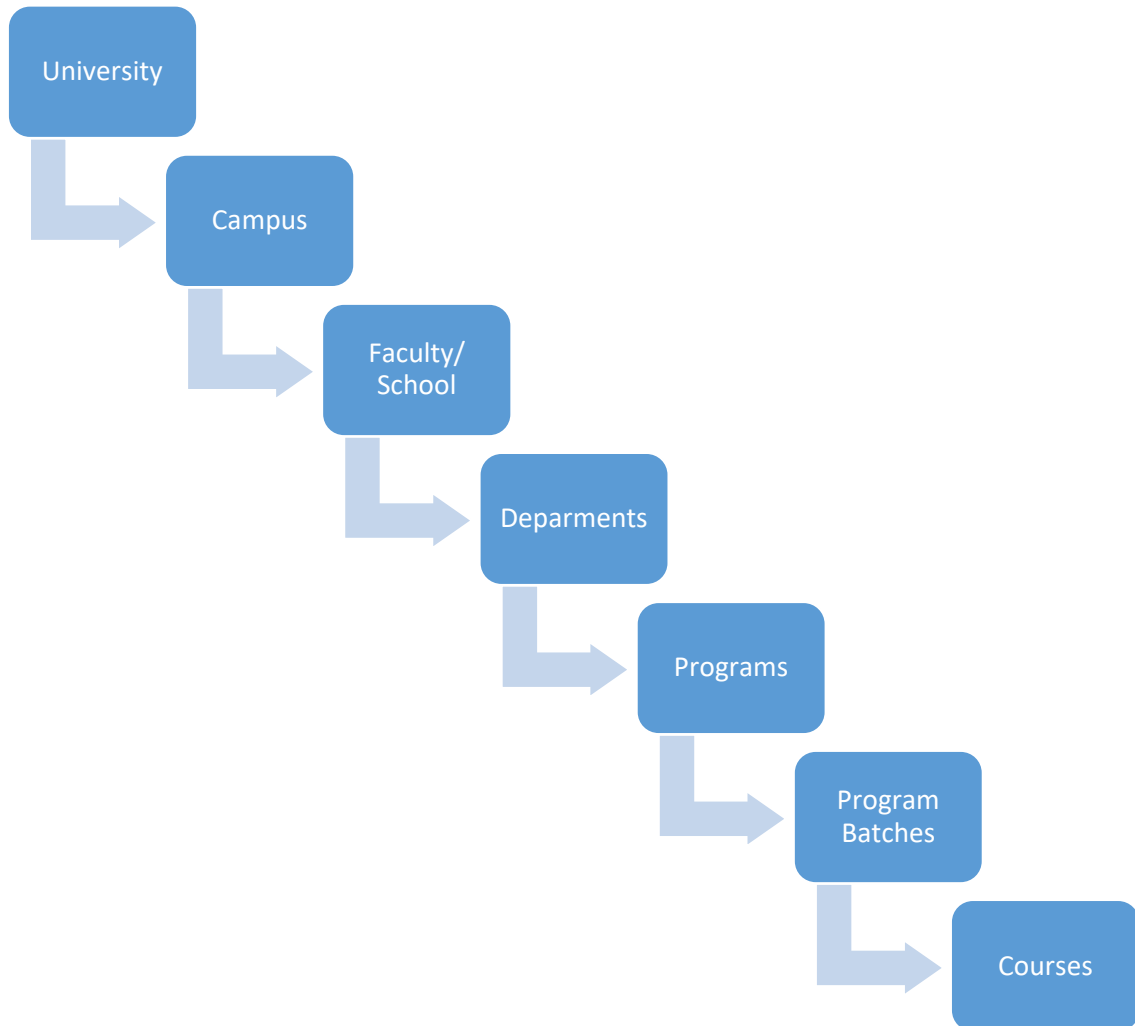 University
Campus
Faculty/
School
Deparments
Programs
Program
Batches
Courses